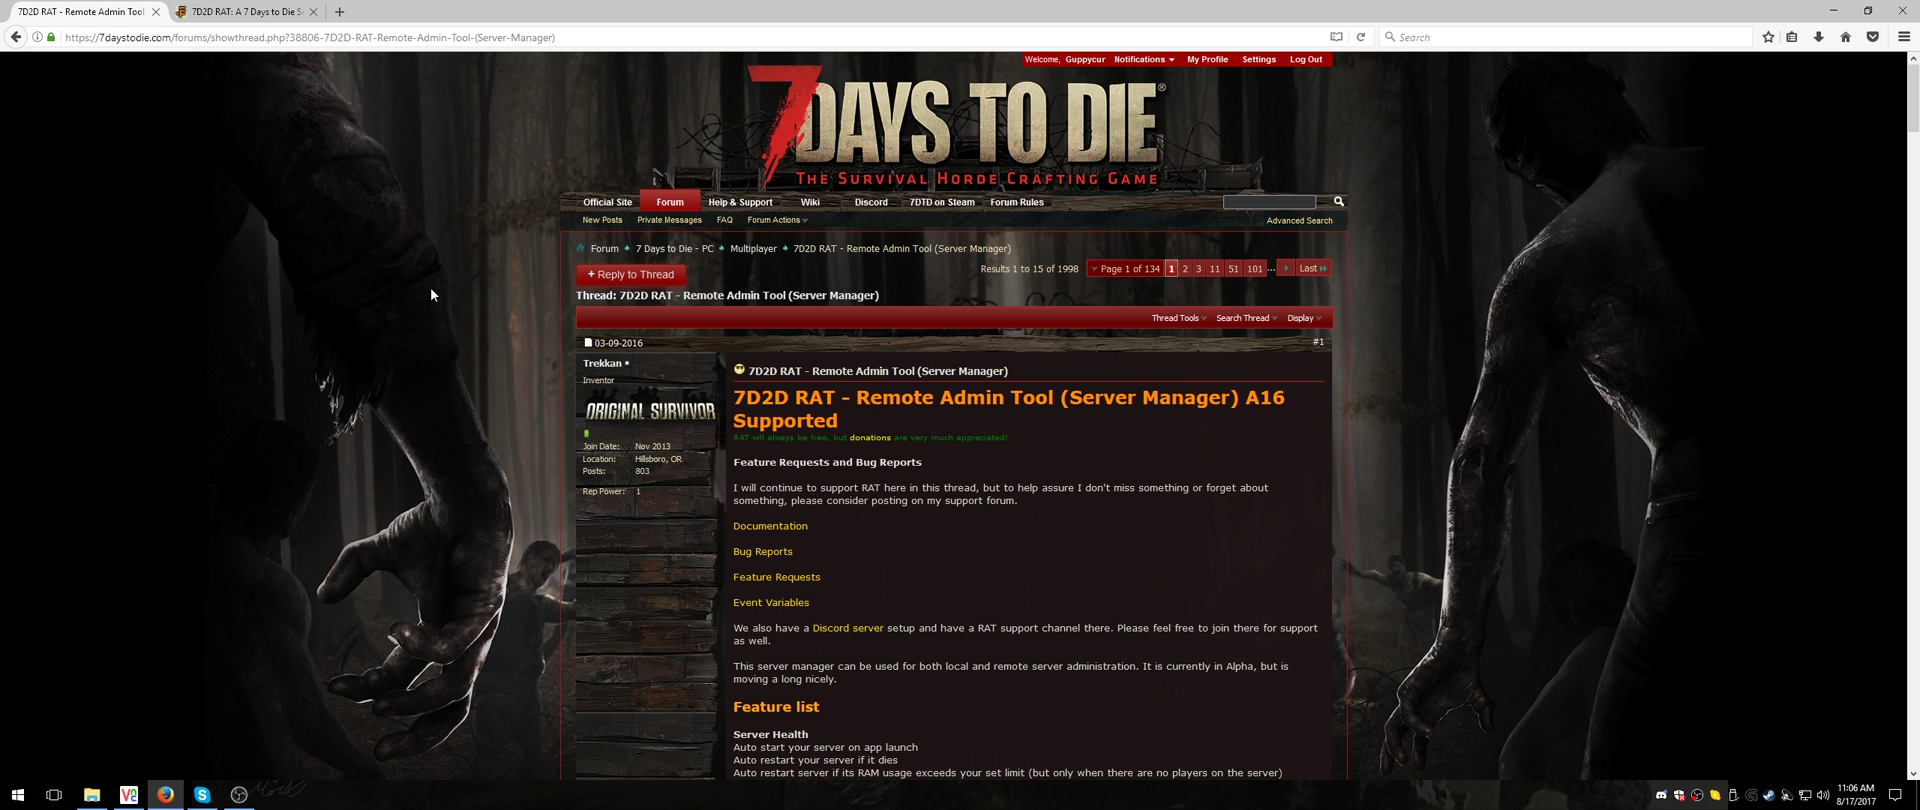 7D2D RAT - Remote Admin Tool
7D2D RAT: A 7 Days to Die Se
https://7daystodie.com/forums/showthread.php?38806-7D2D-RAT-Remote-Admin-Tool-(Server-Manager)
Search
Welcome, Guppycur Notifications My Profile Settings Log Out
7 DAYS TO DIE®
THE SURVIVAL HORDE CRAFTING GAME
Official Site Forum Help & Support Wiki Discord 7DTD on Steam Forum Rules
New Posts Private Messages FAQ Forum Actions Advanced Search
Forum 7 Days to Die - PC Multiplayer 7D2D RAT - Remote Admin Tool (Server Manager)
+ Reply to Thread
Results 1 to 15 of 1998 Page 1 of 134 1 2 3 11 51 101 ... Last
Thread: 7D2D RAT - Remote Admin Tool (Server Manager)
Thread Tools Search Thread Display
03-09-2016 #1
Trekkan
Inventor
ORIGINAL SURVIVOR
Join Date: Nov 2013
Location: Hillsboro, OR
Posts: 803
Rep Power: 1
7D2D RAT - Remote Admin Tool (Server Manager)
7D2D RAT - Remote Admin Tool (Server Manager) A16
Supported
RAT will always be free, but donations are very much appreciated!
Feature Requests and Bug Reports
I will continue to support RAT here in this thread, but to help assure I don't miss something or forget about
something, please consider posting on my support forum.
Documentation
Bug Reports
Feature Requests
Event Variables
We also have a Discord server setup and have a RAT support channel there. Please feel free to join there for support
as well.
This server manager can be used for both local and remote server administration. It is currently in Alpha, but is
moving a long nicely.
Feature list
Server Health
Auto start your server on app launch
Auto restart your server if it dies
Auto restart server if its RAM usage exceeds your set limit (but only when there are no players on the server)
11:06 AM
8/17/2017